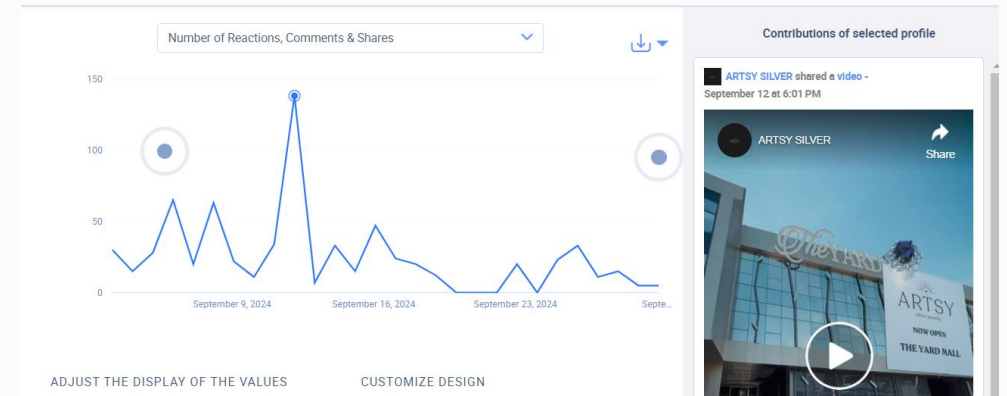 Number of Reactions, Comments & Shares
150
100
50
0
September 9, 2024
September 16, 2024
September 23, 2024
Septe...
ADJUST THE DISPLAY OF THE VALUES
CUSTOMIZE DESIGN
Contributions of selected profile
ARTSY SILVER shared a video -
September 12 at 6:01 PM
ARTSY SILVER
Share
The YARD
ARTSY
NOW OPEN
THE YARD MALL